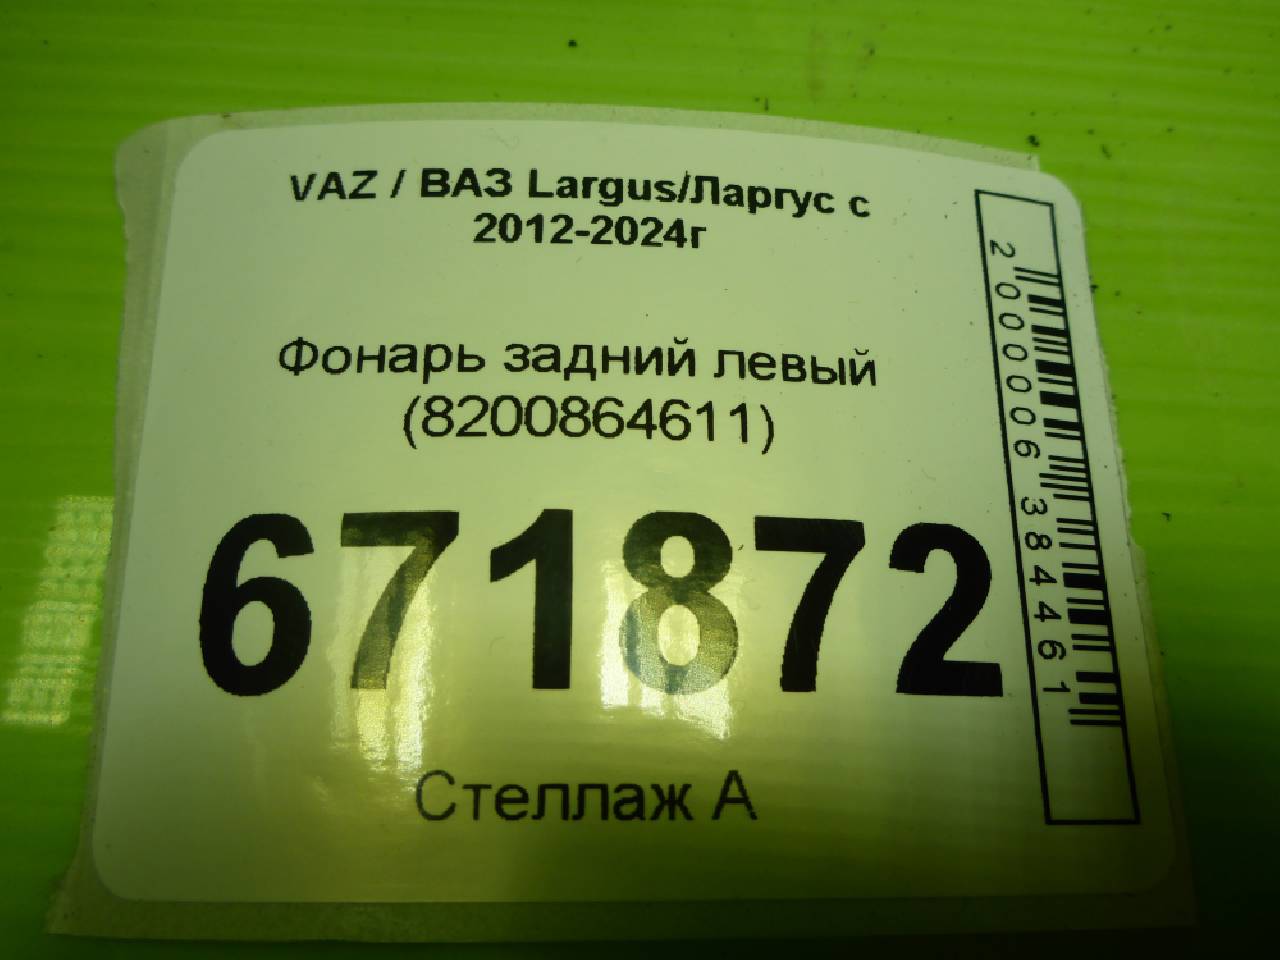 VAZ / ВАЗ Largus/Ларгус с
2012-2024г
Фонарь задний левый
(8200864611)
671872
Стеллаж А
2000006384461